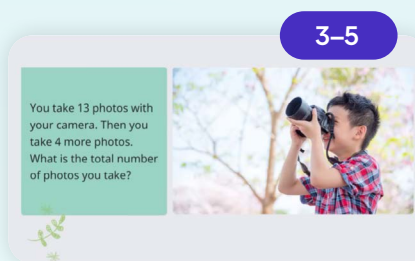 3–5
You take 13 photos with
your camera. Then you
take 4 more photos.
What is the total number
of photos you take?